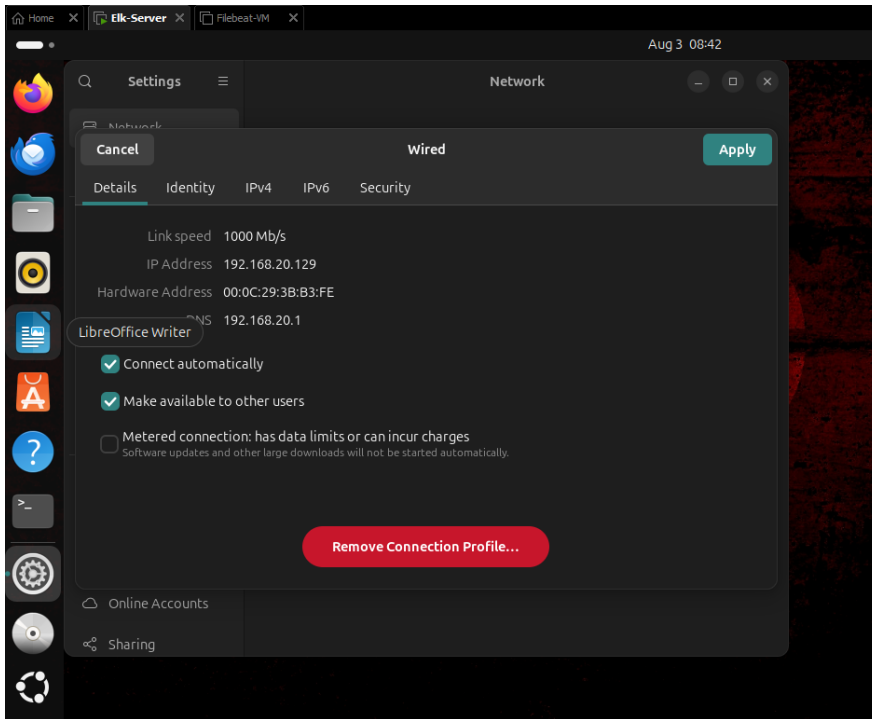 Home Elk-Server Filebeat-VM
Aug 3 08:42
Settings Network
Network
Cancel Wired Apply
Details Identity IPv4 IPv6 Security
Link speed 1000 Mb/s
IP Address 192.168.20.129
Hardware Address 00:0C:29:3B:B3:FE
DNS 192.168.20.1
LibreOffice Writer
Connect automatically
Make available to other users
Metered connection: has data limits or can incur charges
Software updates and other large downloads will not be started automatically.
Remove Connection Profile...
Online Accounts
Sharing